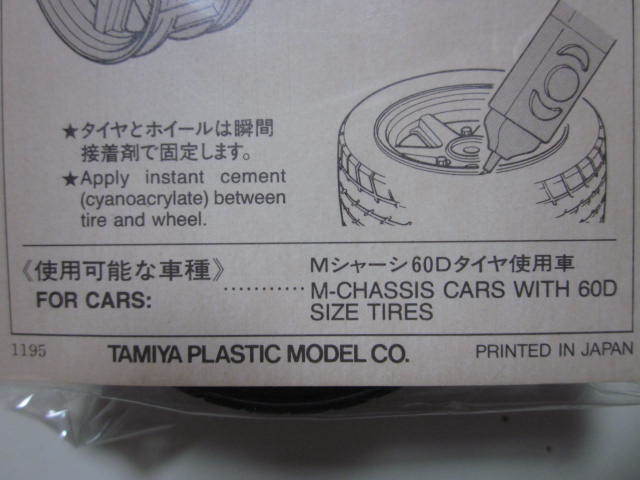 ★タイヤとホイールは瞬間
接着剤で固定します。
★Apply instant cement
(cyanoacrylate) between
tire and wheel.
《使用可能な車種》
FOR CARS:
Mシャーシ60Dタイヤ使用車
M-CHASSIS CARS WITH 60D
SIZE TIRES
1195
TAMIYA PLASTIC MODEL CO.
PRINTED IN JAPAN